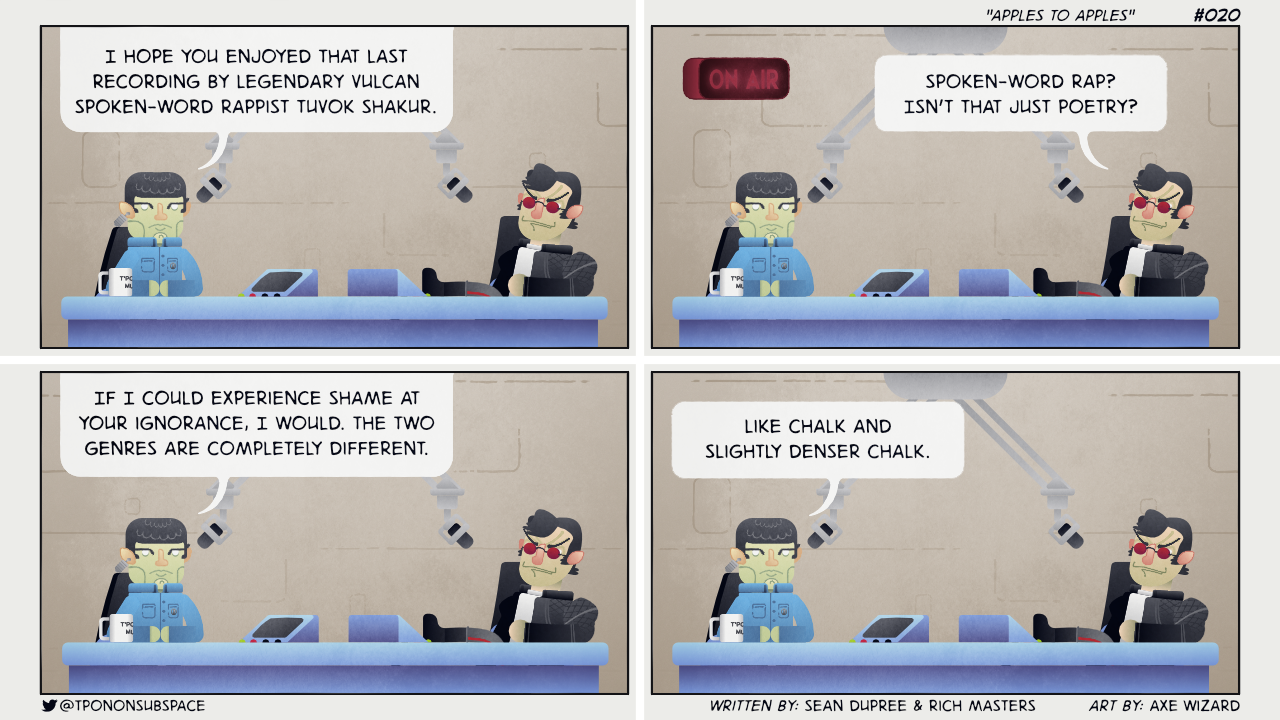 "APPLES TO APPLES" #020
I HOPE YOU ENJOYED THAT LAST
RECORDING BY LEGENDARY VULCAN
SPOKEN-WORD RAPPIST TUVOK SHAKUR.
ON AIR
SPOKEN-WORD RAP?
ISN'T THAT JUST POETRY?
IF I COULD EXPERIENCE SHAME AT
YOUR IGNORANCE, I WOULD. THE TWO
GENRES ARE COMPLETELY DIFFERENT.
LIKE CHALK AND
SLIGHTLY DENSER CHALK.
@TPONONSUBSPACE
WRITTEN BY: SEAN DUPREE & RICH MASTERS
ART BY: AXE WIZARD